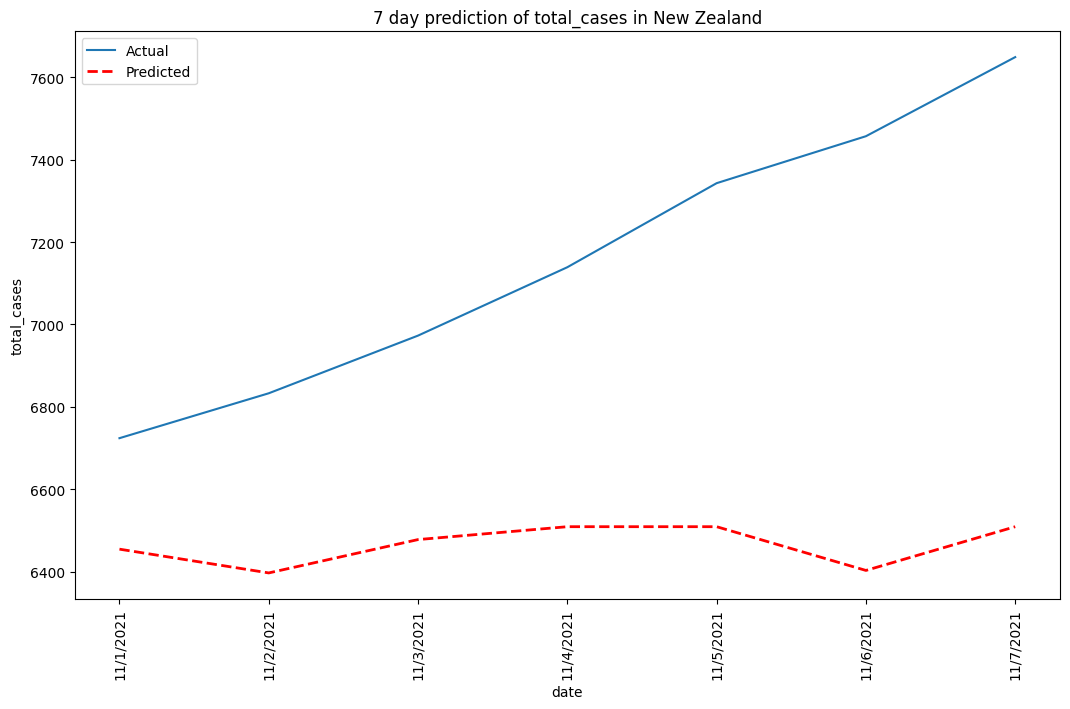 7 day prediction of total_cases in New Zealand
Actual
Predicted
7600
7400
7200
7000
6800
6600
6400
total_cases
11/1/2021
11/2/2021
11/3/2021
11/4/2021
11/5/2021
11/6/2021
11/7/2021
date